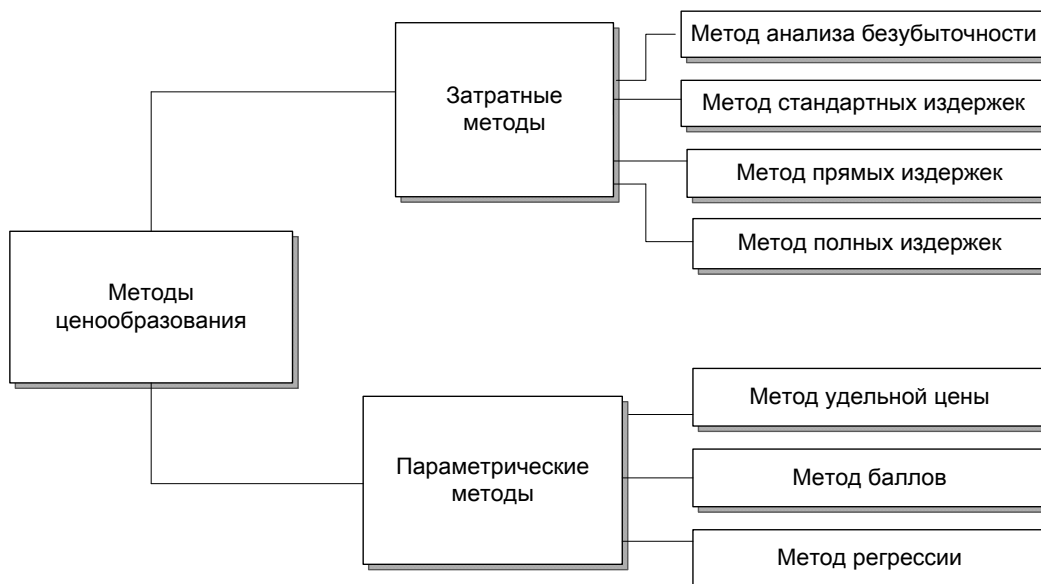 Методы
ценообразования
Затратные
методы
Метод анализа безубыточности
Метод стандартных издержек
Метод прямых издержек
Метод полных издержек
Параметрические
методы
Метод удельной цены
Метод баллов
Метод регрессии